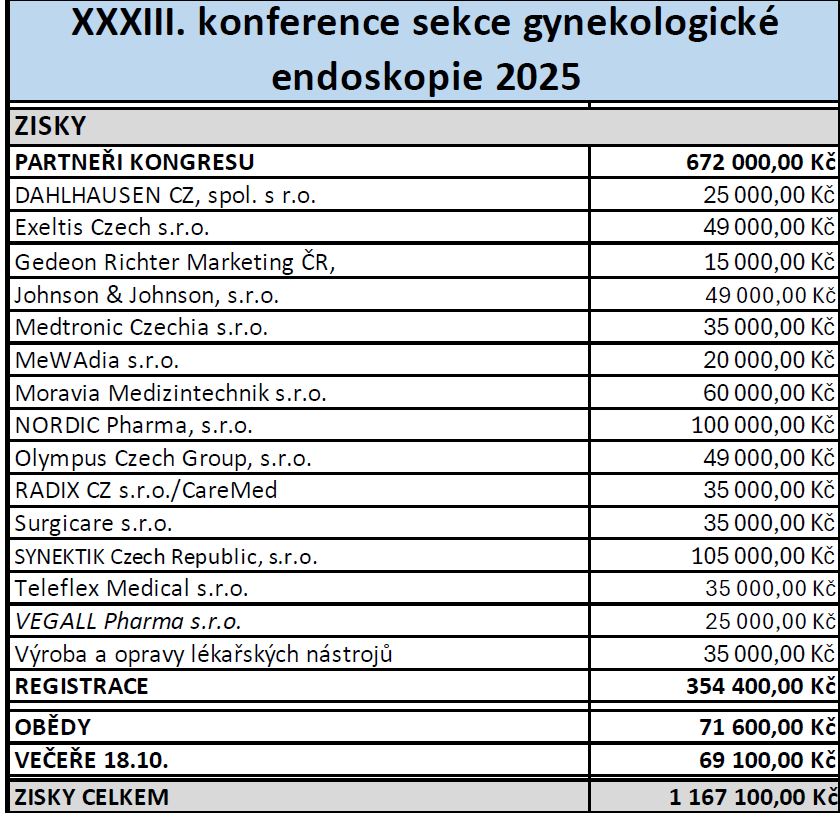 XXXIII. konference sekce gynekologické
endoskopie 2025
ZISKY
PARTNEŘI KONGRESU 672 000,00 Kč
DAHLHAUSEN CZ, spol. s r.o. 25 000,00 Kč
Exeltis Czech s.r.o. 49 000,00 Kč
Gedeon Richter Marketing ČR, 15 000,00 Kč
Johnson & Johnson, s.r.o. 49 000,00 Kč
Medtronic Czechia s.r.o. 35 000,00 Kč
MeWAdia s.r.o. 20 000,00 Kč
Moravia Medizintechnik s.r.o. 60 000,00 Kč
NORDIC Pharma, s.r.o. 100 000,00 Kč
Olympus Czech Group, s.r.o. 49 000,00 Kč
RADIX CZ s.r.o./CareMed 35 000,00 Kč
Surgicare s.r.o. 35 000,00 Kč
SYNEKTIK Czech Republic, s.r.o. 105 000,00 Kč
Teleflex Medical s.r.o. 35 000,00 Kč
VEGALL Pharma s.r.o. 25 000,00 Kč
Výroba a opravy lékařských nástrojů 35 000,00 Kč
REGISTRACE 354 400,00 Kč
OBĚDY 71 600,00 Kč
VEČEŘE 18.10. 69 100,00 Kč
ZISKY CELKEM 1 167 100,00 Kč